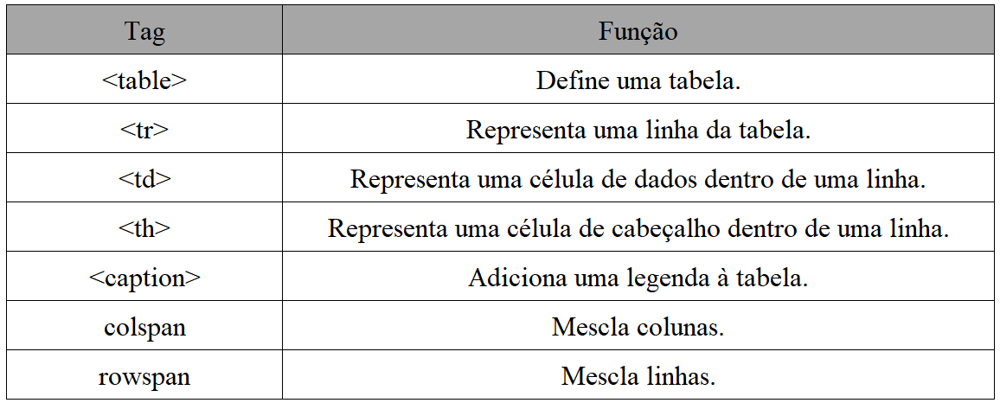 Tag Função
<table> Define uma tabela.
<tr> Representa uma linha da tabela.
<td> Representa uma célula de dados dentro de uma linha.
<th> Representa uma célula de cabeçalho dentro de uma linha.
<caption> Adiciona uma legenda à tabela.
colspan Mescla colunas.
rowspan Mescla linhas.